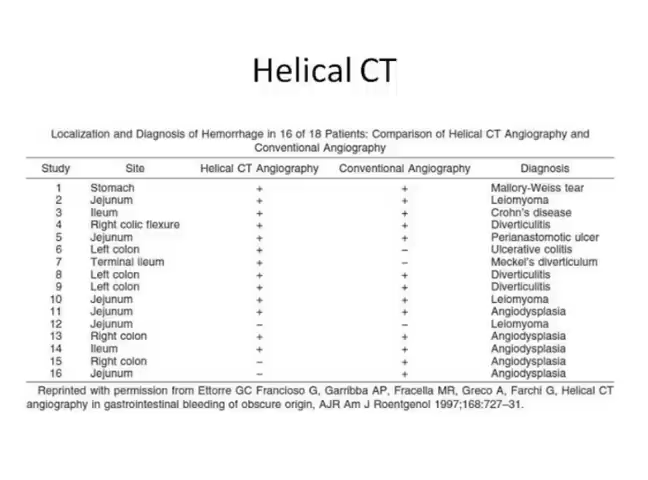 Helical CT
Localization and Diagnosis of Hemorrhage in 16 of 18 Patients: Comparison of Helical CT Angiography and
Conventional Angiography
Study Site Helical CT Angiography Conventional Angiography Diagnosis
1 Stomach + + Mallory-Weiss tear
2 Jejunum + + Leiomyoma
3 Ileum + + Crohn's disease
4 Right colic flexure + + Diverticulitis
5 Jejunum + + Perianastomotic ulcer
6 Left colon + – Ulcerative colitis
7 Terminal ileum + – Meckel's diverticulum
8 Left colon + + Diverticulitis
9 Left colon + + Diverticulitis
10 Jejunum + + Leiomyoma
11 Jejunum + + Angiodysplasia
12 Jejunum – – Leiomyoma
13 Right colon + + Angiodysplasia
14 Ileum + + Angiodysplasia
15 Right colon – + Angiodysplasia
16 Jejunum – + Angiodysplasia
Reprinted with permission from Ettorre GC Francioso G, Garribba AP, Fracella MR, Greco A, Farchi G, Helical CT
angiography in gastrointestinal bleeding of obscure origin, AJR Am J Roentgenol 1997;168:727–31.